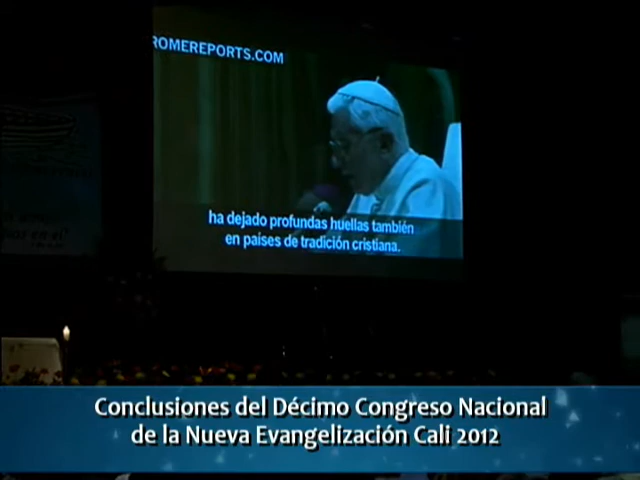 ROMEREPORTS.COM
ha dejado profundas huellas también
en países de tradición cristiana.
Conclusiones del Décimo Congreso Nacional
de la Nueva Evangelización Cali 2012